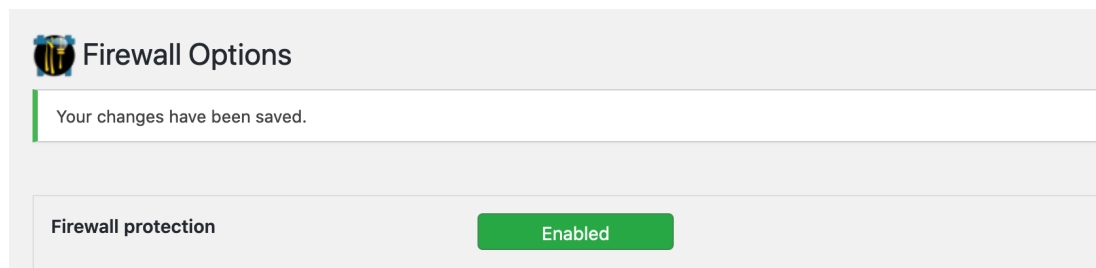 Firewall Options
Your changes have been saved.
Firewall protection
Enabled